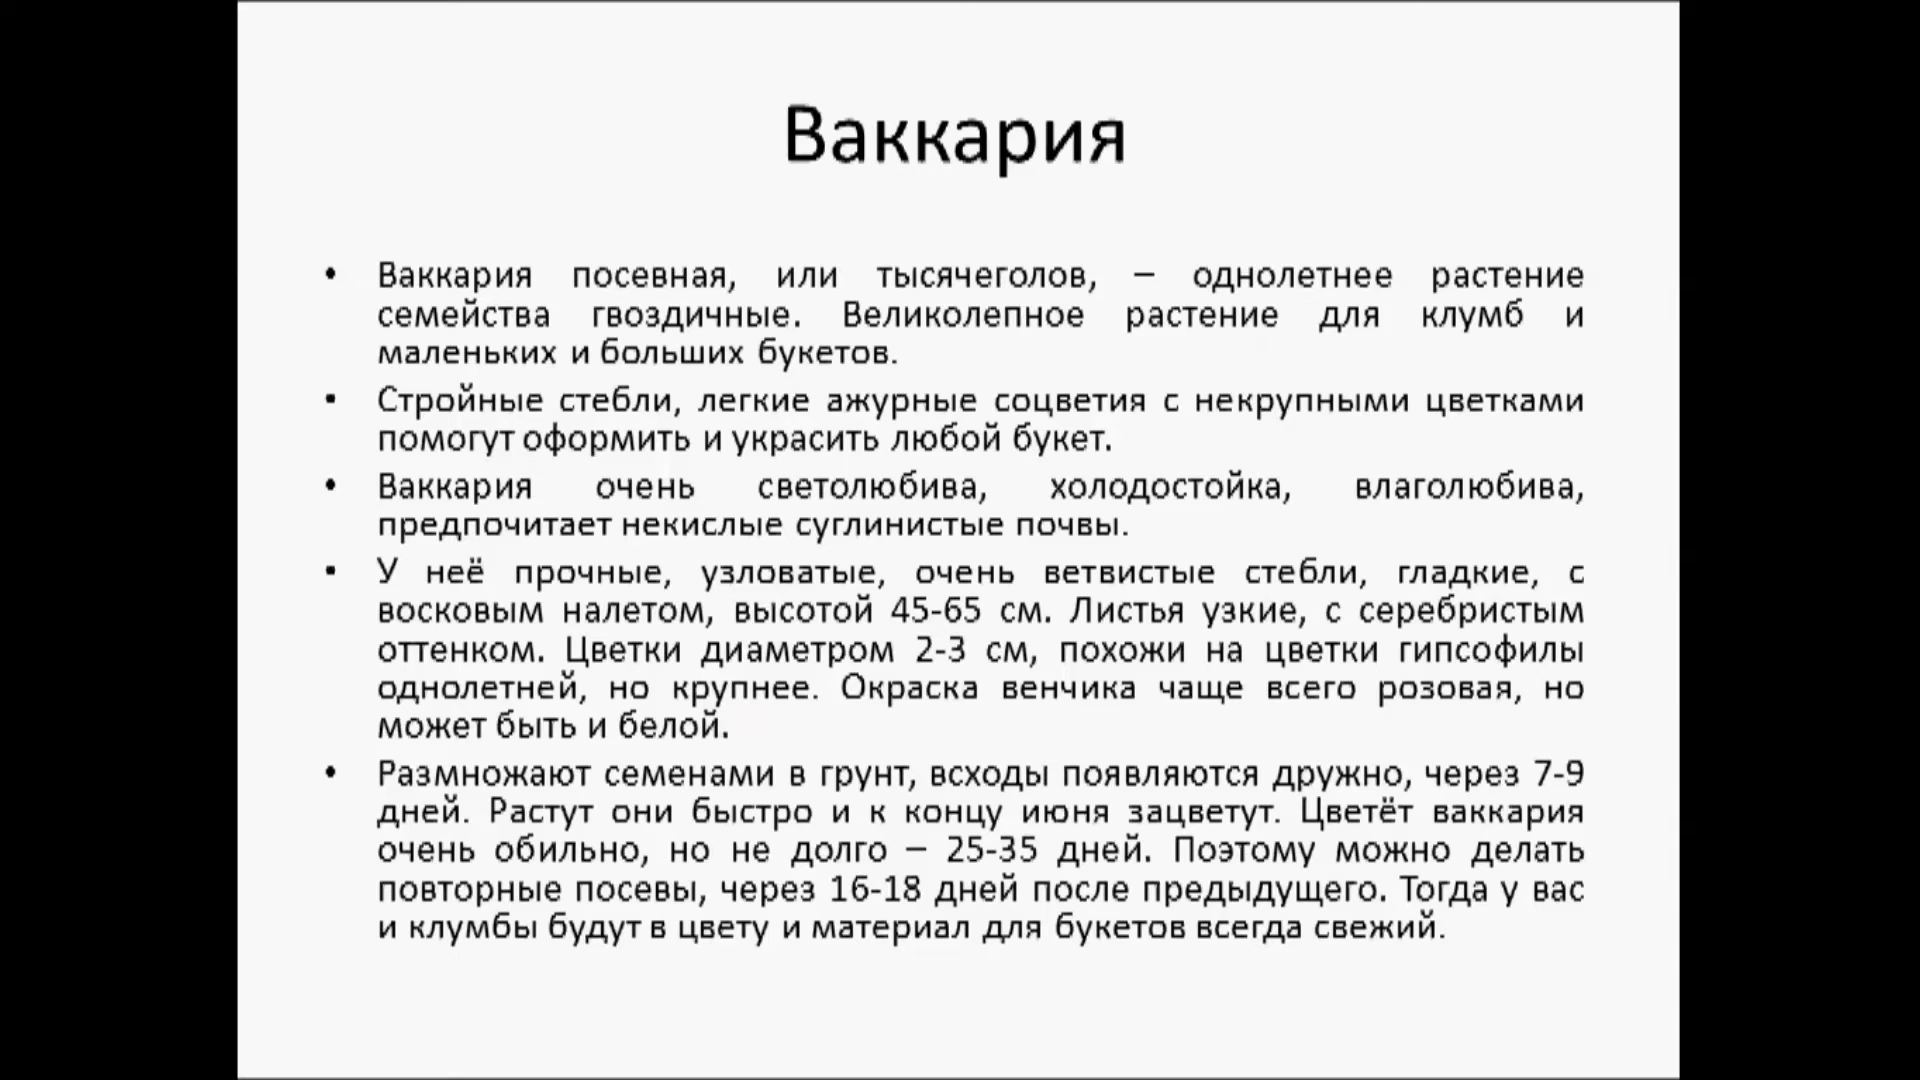 Ваккария
• Ваккария посевная, или тысячеголов, – однолетнее растение
семейства гвоздичные. Великолепное растение для клумб и
маленьких и больших букетов.
• Стройные стебли, легкие ажурные соцветия с некрупными цветками
помогут оформить и украсить любой букет.
• Ваккария очень светолюбива, холодостойка, влаголюбива,
предпочитает некислые суглинистые почвы.
• У неё прочные, узловатые, очень ветвистые стебли, гладкие, с
восковым налетом, высотой 45-65 см. Листья узкие, с серебристым
оттенком. Цветки диаметром 2-3 см, похожи на цветки гипсофилы
однолетней, но крупнее. Окраска венчика чаще всего розовая, но
может быть и белой.
• Размножают семенами в грунт, всходы появляются дружно, через 7-9
дней. Растут они быстро и к концу июня зацветут. Цветёт ваккария
очень обильно, но не долго – 25-35 дней. Поэтому можно делать
повторные посевы, через 16-18 дней после предыдущего. Тогда у вас
и клумбы будут в цвету и материал для букетов всегда свежий.